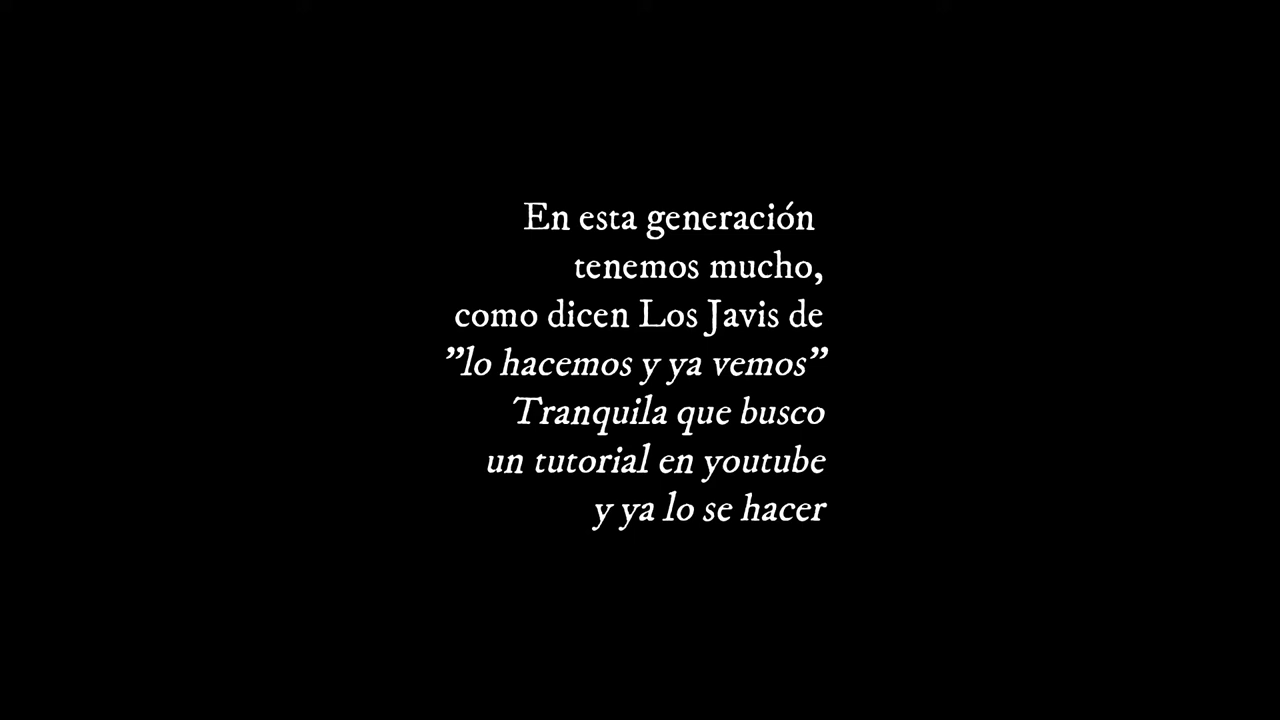 En esta generación
tenemos mucho,
como dicen Los Javis de
”lo hacemos y ya vemos”
Tranquila que busco
un tutorial en youtube
y ya lo se hacer